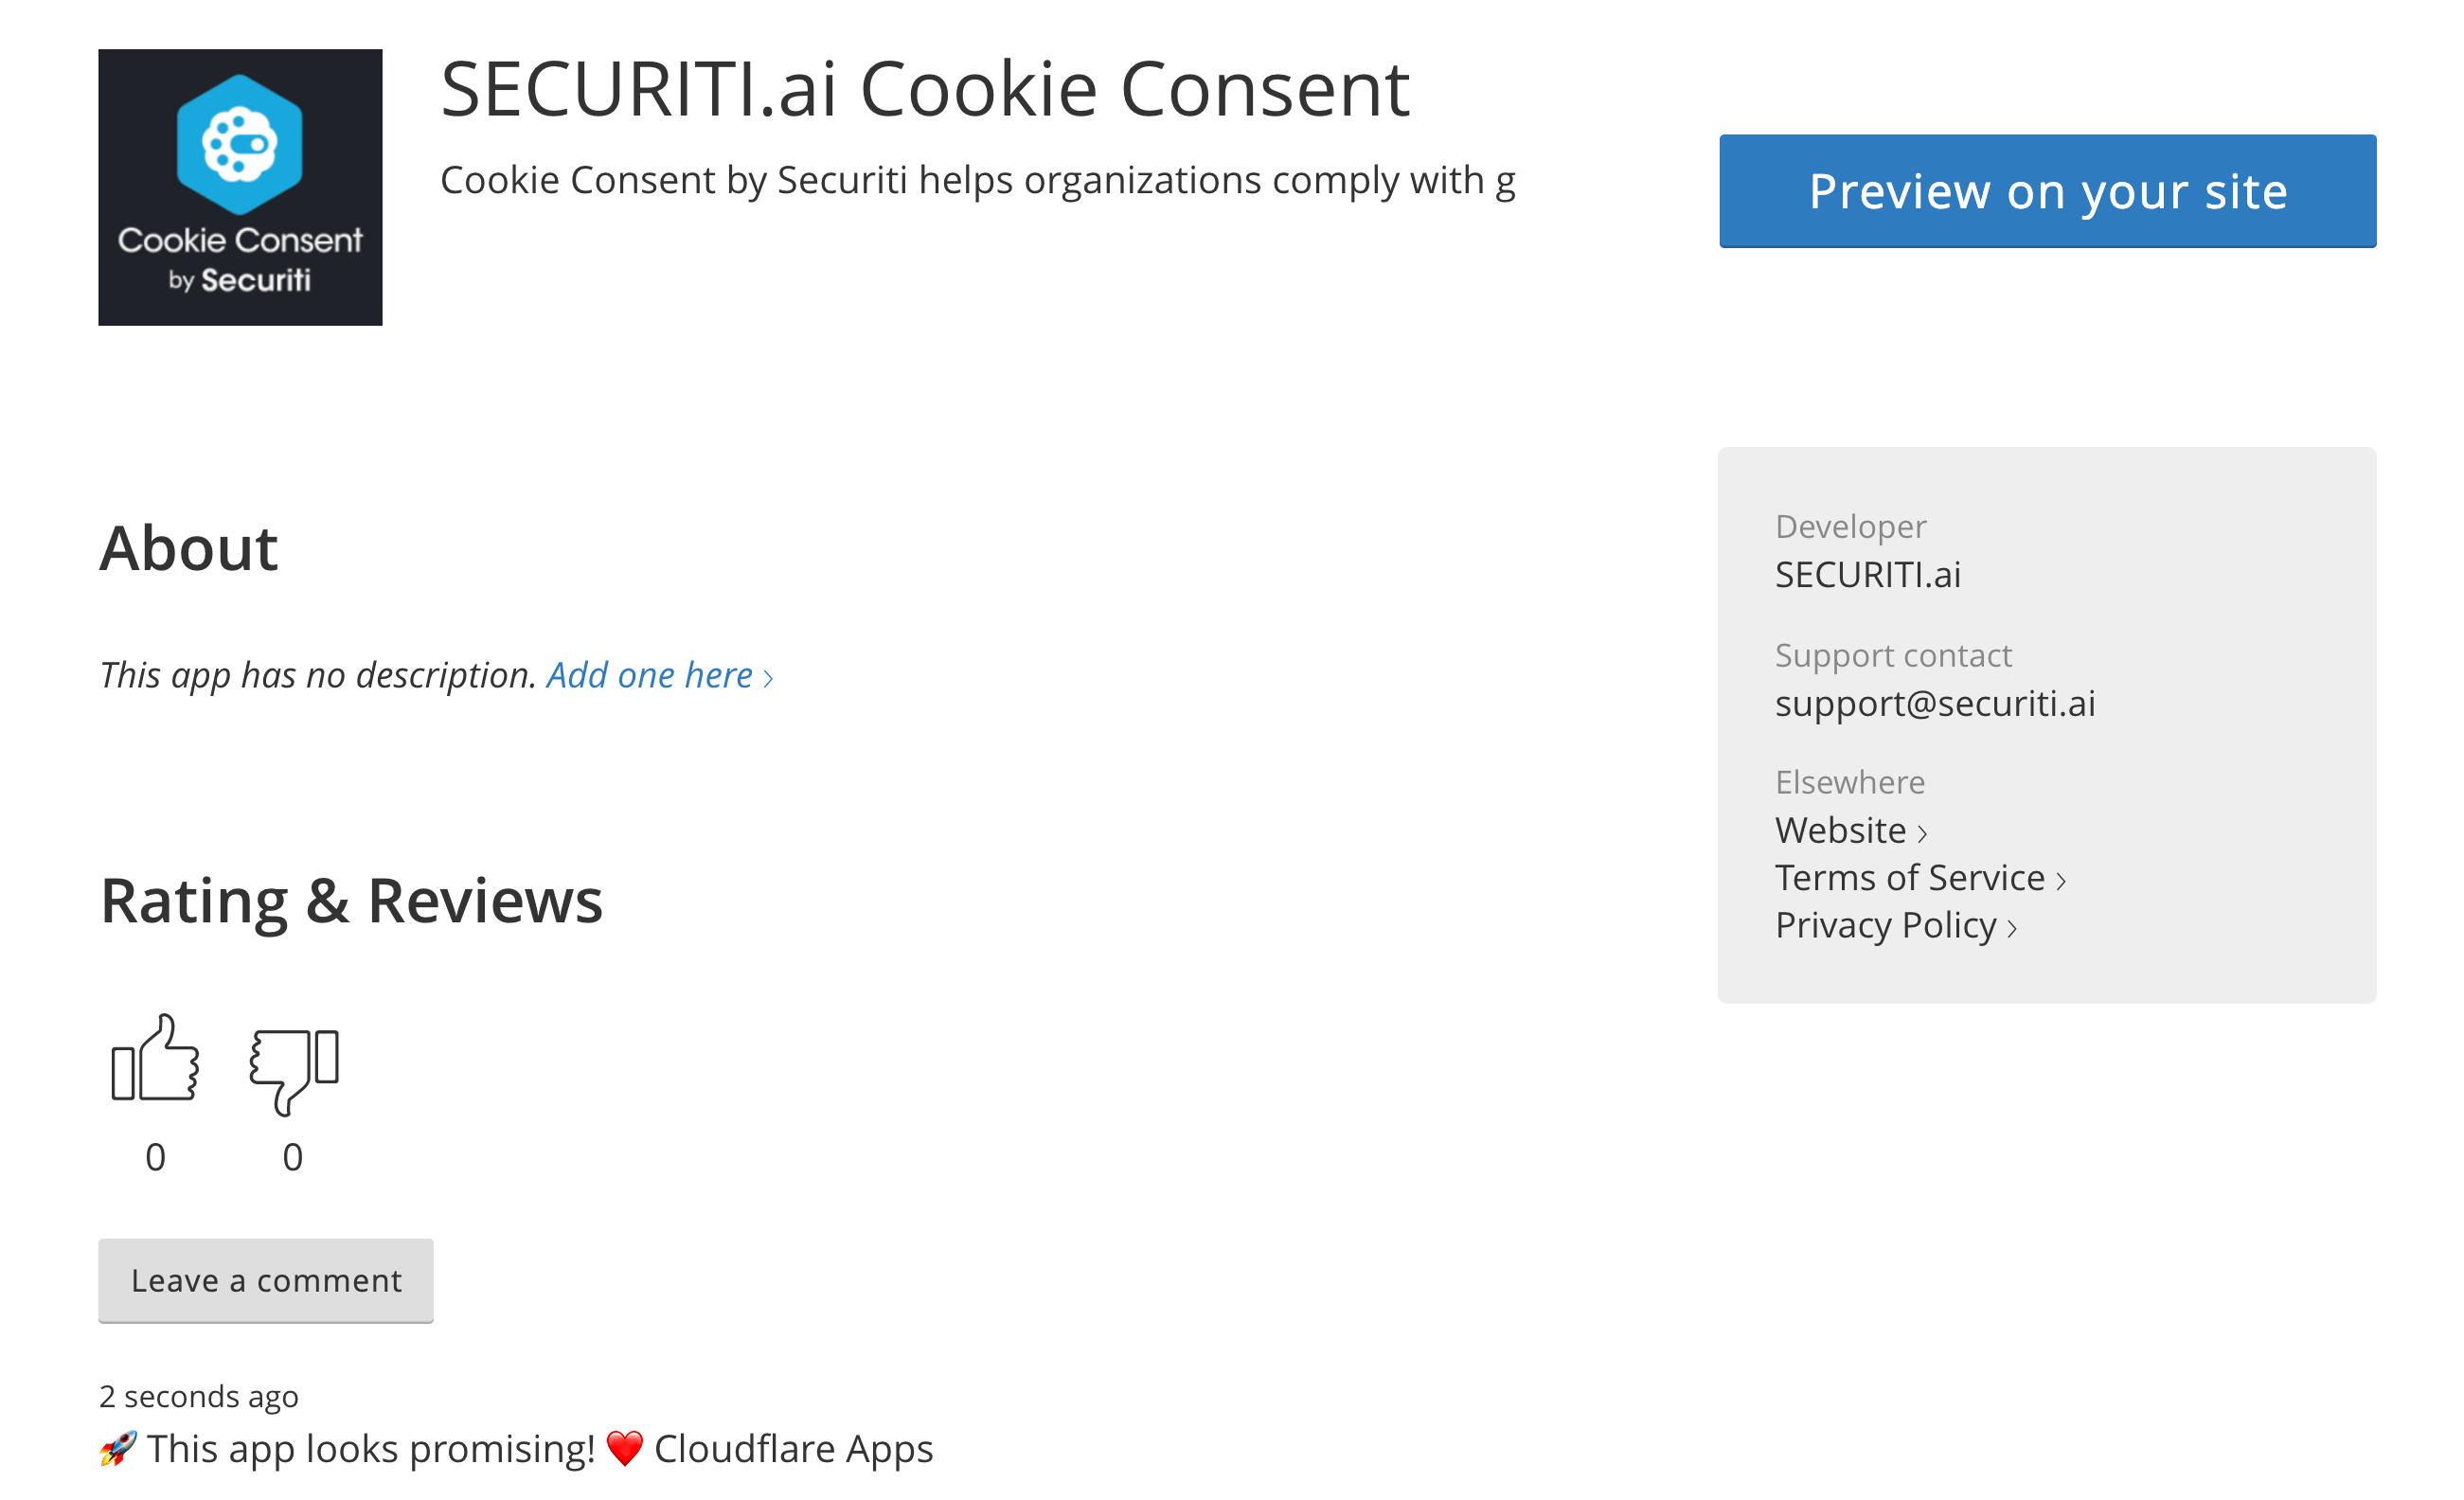 Cookie Consent
by Securiti
SECURITI.ai Cookie Consent
Cookie Consent by Securiti helps organizations comply with g
Preview on your site
About
This app has no description. Add one here ›
Rating & Reviews
0 0
Leave a comment
2 seconds ago
🚀 This app looks promising! ❤️ Cloudflare Apps
Developer
SECURITI.ai
Support contact
support@securiti.ai
Elsewhere
Website ›
Terms of Service ›
Privacy Policy ›